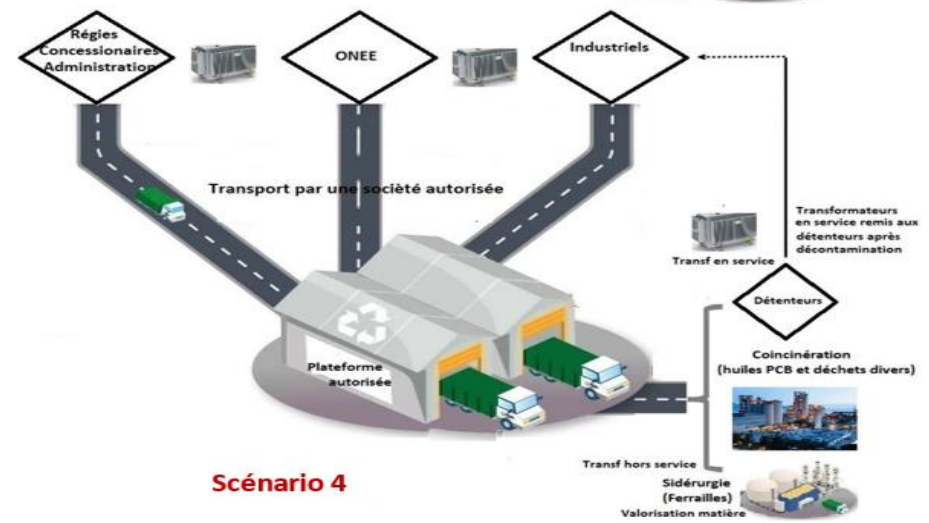 Régies
Concessionaires
Administration
ONEE
Industriels
Transport par une socièté autorisée
Transformateurs
en service remis aux
détenteurs après
décontamination
Transf en service
Détenteurs
Plateforme
autorisée
Coincinération
(huiles PCB et déchets divers)
Transf hors service
Sidérurgie
(Ferrailles)
Valorisation matière
Scénario 4